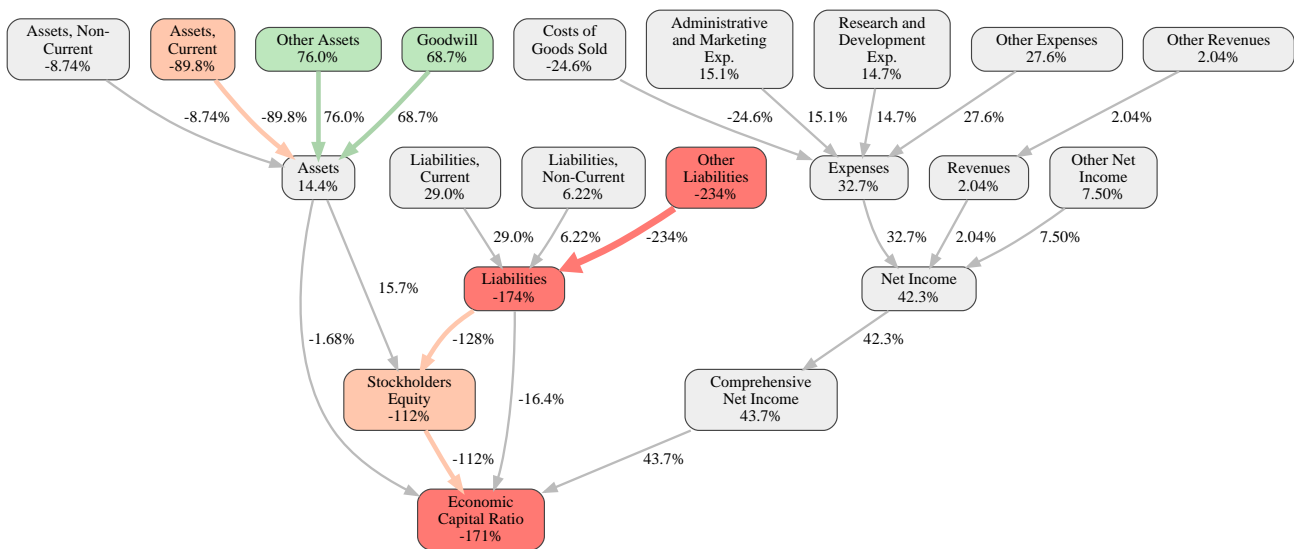 Assets, Non-
Current
-8.74%
Assets,
Current
-89.8%
Other Assets
76.0%
Goodwill
68.7%
Costs of
Goods Sold
-24.6%
Administrative
and Marketing
Exp.
15.1%
Research and
Development
Exp.
14.7%
Other Expenses
27.6%
Other Revenues
2.04%
-8.74%
-89.8%
76.0%
68.7%
-24.6%
15.1%
14.7%
27.6%
2.04%
Assets
14.4%
Liabilities,
Current
29.0%
Liabilities,
Non-Current
6.22%
Other
Liabilities
-234%
Expenses
32.7%
Revenues
2.04%
Other Net
Income
7.50%
29.0%
6.22%
-234%
32.7%
2.04%
7.50%
Liabilities
-174%
Net Income
42.3%
15.7%
-1.68%
-128%
42.3%
Stockholders
Equity
-112%
-16.4%
Comprehensive
Net Income
43.7%
-112%
43.7%
Economic
Capital Ratio
-171%